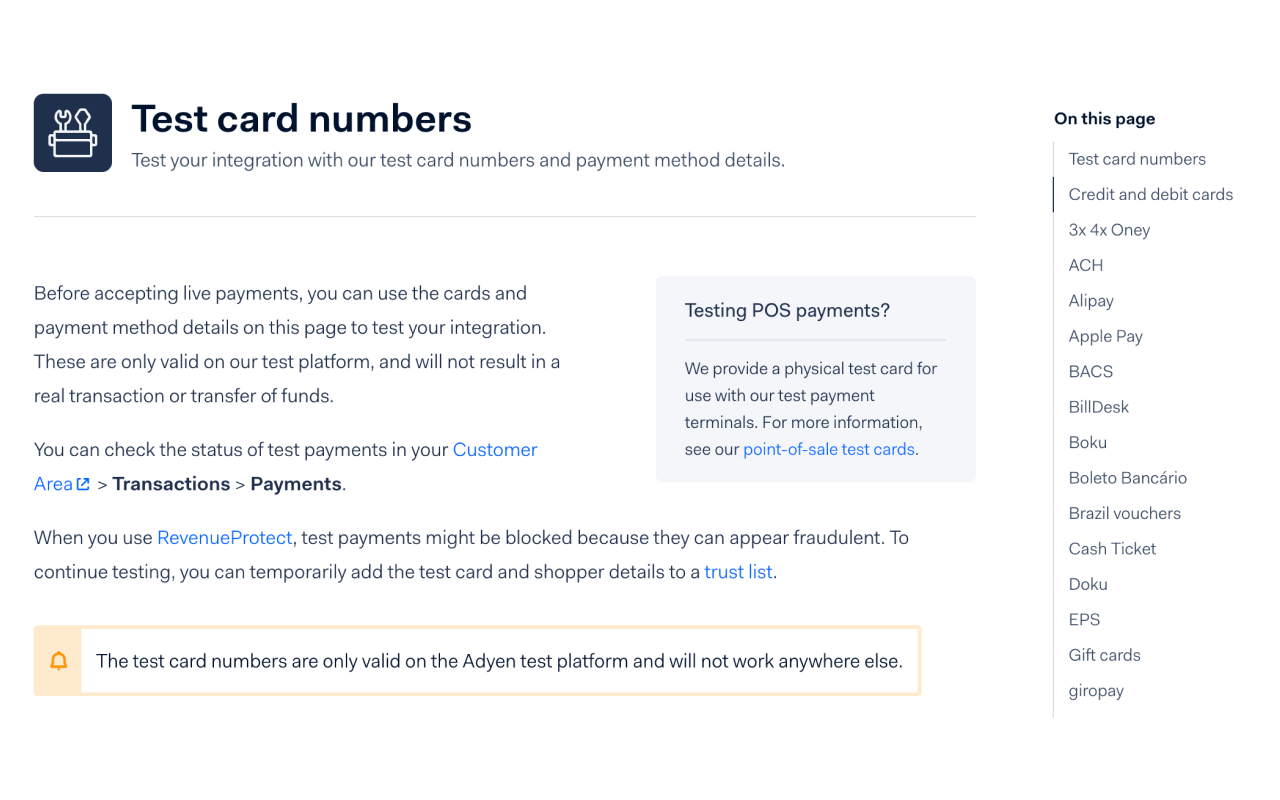 Test card numbers
Test your integration with our test card numbers and payment method details.
Before accepting live payments, you can use the cards and
payment method details on this page to test your integration.
These are only valid on our test platform, and will not result in a
real transaction or transfer of funds.
You can check the status of test payments in your Customer
Area > Transactions > Payments.
When you use RevenueProtect, test payments might be blocked because they can appear fraudulent. To
continue testing, you can temporarily add the test card and shopper details to a trust list.
The test card numbers are only valid on the Adyen test platform and will not work anywhere else.
Testing POS payments?
We provide a physical test card for
use with our test payment
terminals. For more information,
see our point-of-sale test cards.
On this page
Test card numbers
Credit and debit cards
3x 4x Oney
ACH
Alipay
Apple Pay
BACS
BillDesk
Boku
Boleto Bancário
Brazil vouchers
Cash Ticket
Doku
EPS
Gift cards
giropay